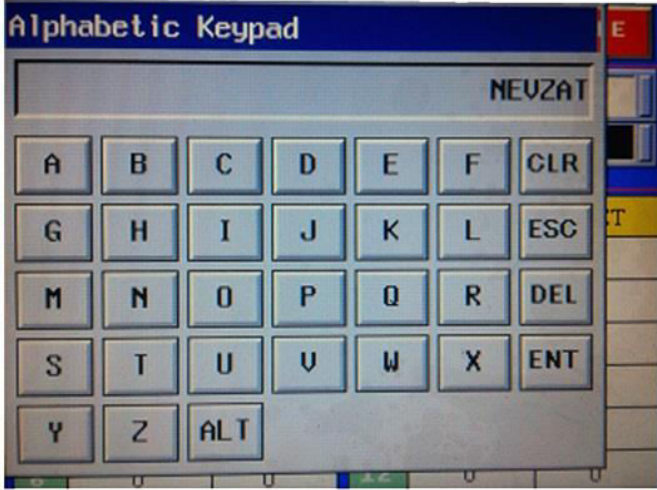 Alphabetic Keypad
E
NEVZAT
A B C D E F CLR
G H I J K L ESC
M N O P Q R DEL
S T U V W X ENT
Y Z ALT